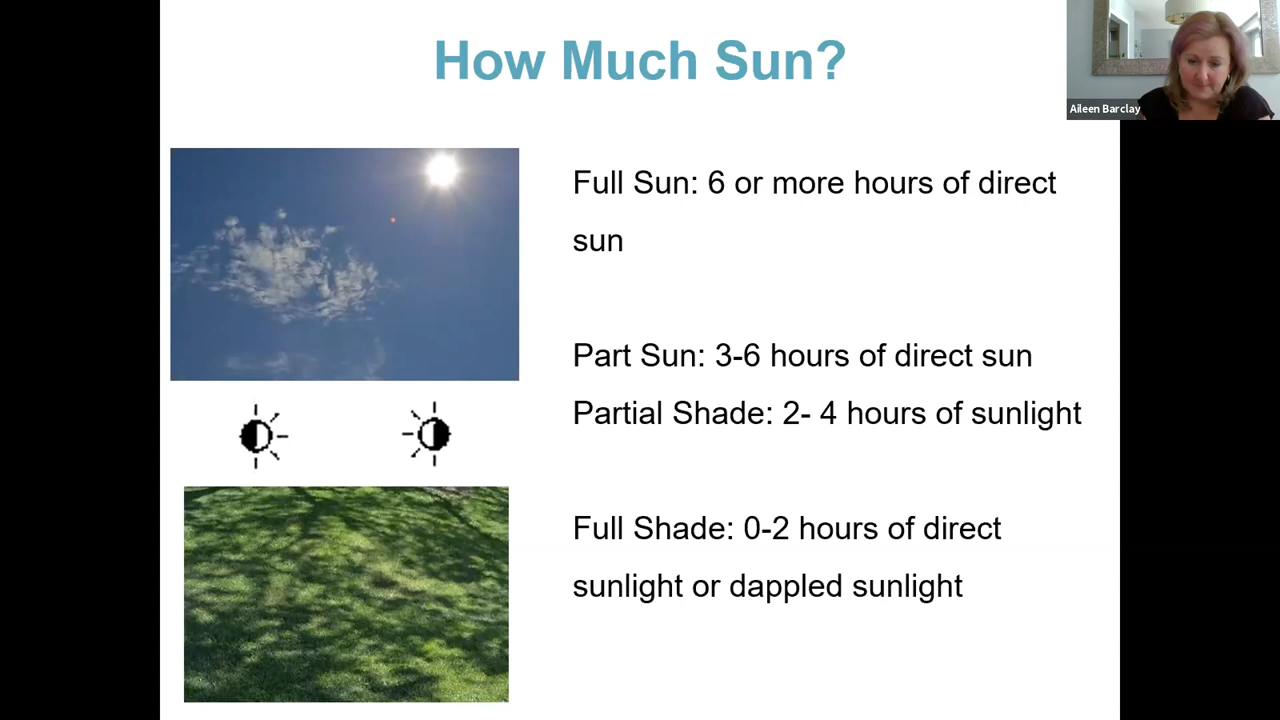 How Much Sun?
Aileen Barclay
Full Sun: 6 or more hours of direct
sun
Part Sun: 3-6 hours of direct sun
Partial Shade: 2- 4 hours of sunlight
Full Shade: 0-2 hours of direct
sunlight or dappled sunlight